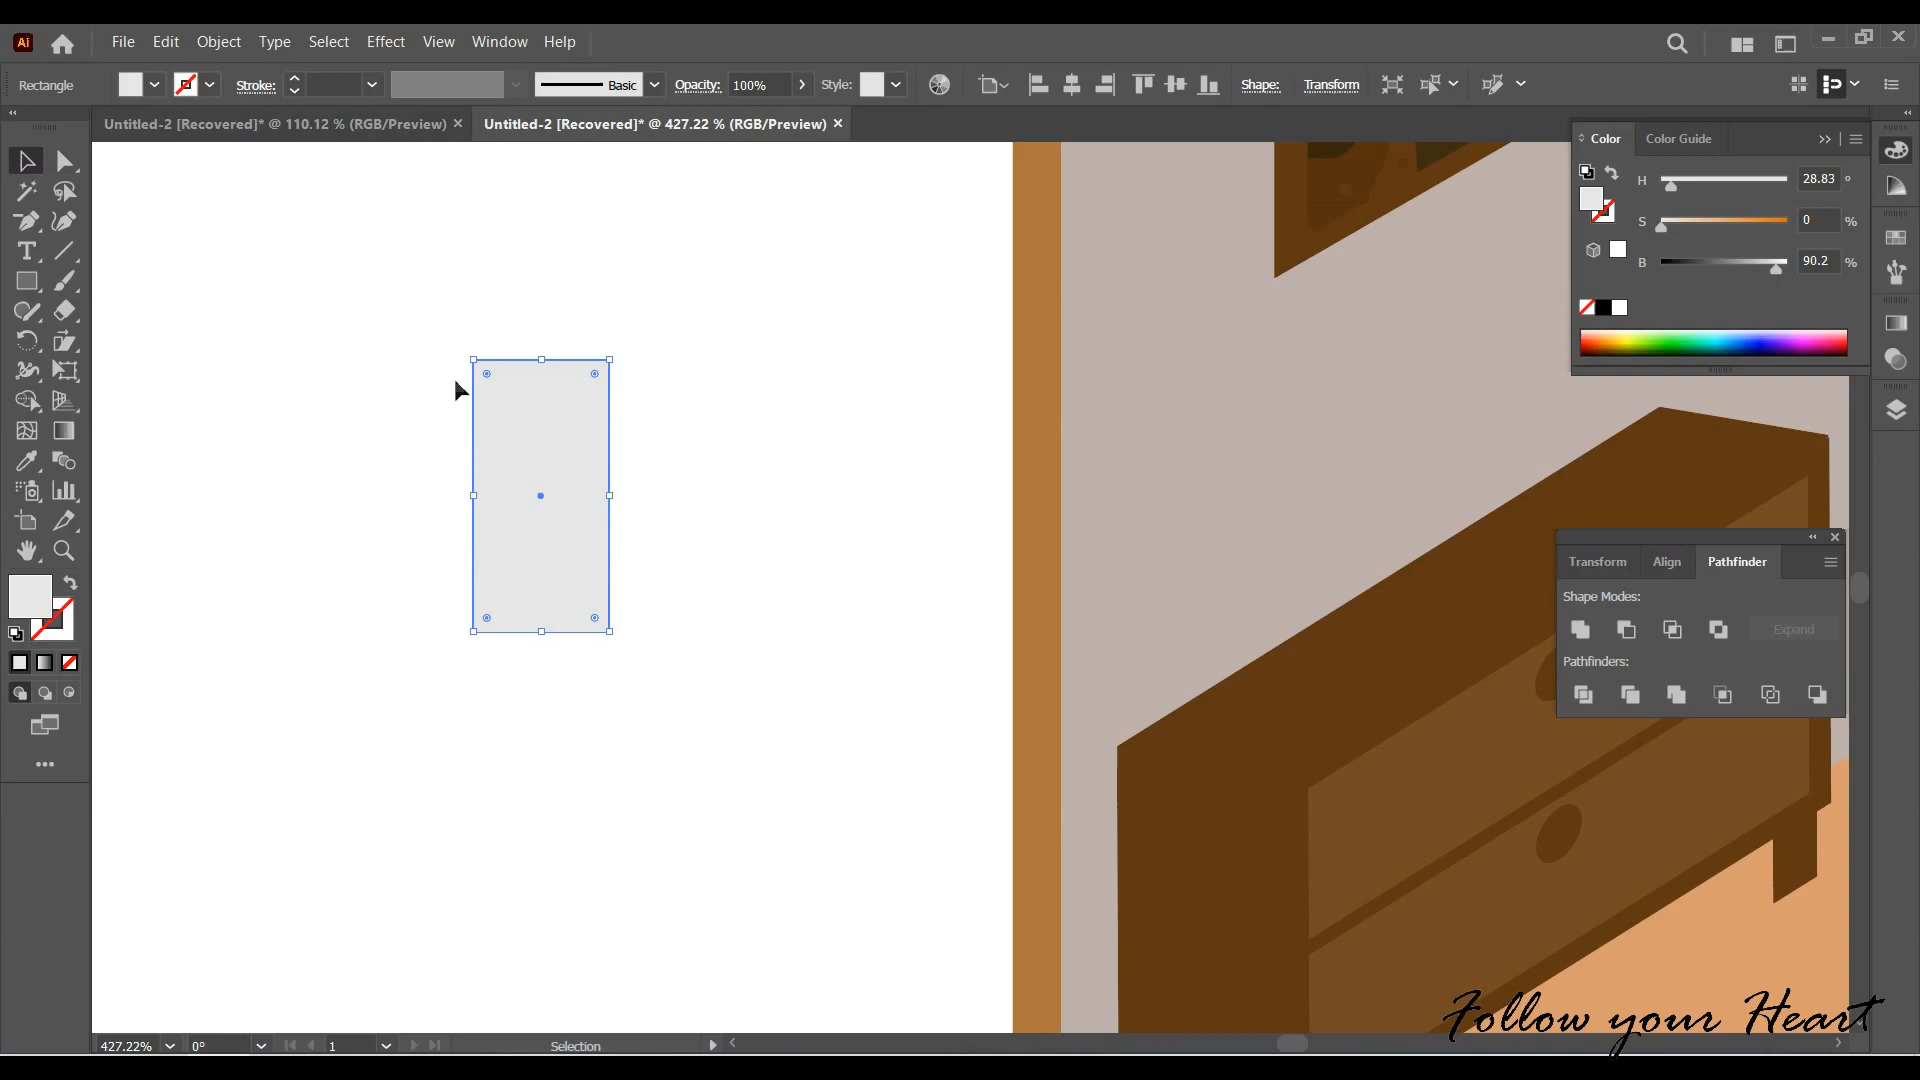 Ai File Edit Object Type Select Effect View Window Help
Rectangle Stroke: Basic Opacity: 100% Style: Shape: Transform
Untitled-2 [Recovered]* @ 110.12 % (RGB/Preview) × Untitled-2 [Recovered]* @ 427.22 % (RGB/Preview) ×
Color Color Guide
H 28.83 °
S 0 %
B 90.2 %
Transform Align Pathfinder
Shape Modes:
Expand
Pathfinders:
Follow your Heart
427.22% 0° 1 Selection